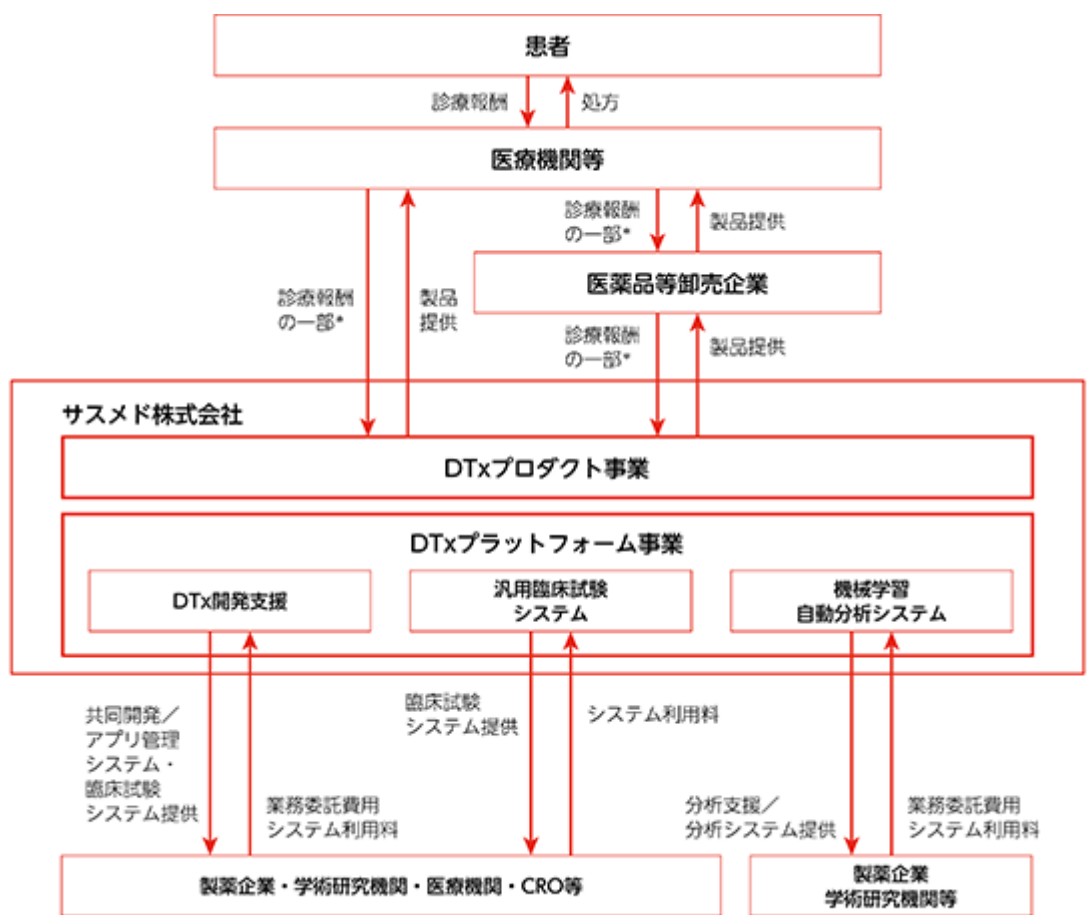 患者
診療報酬
処方
医療機関等
診療報酬
の一部*
製品提供
医薬品等卸売企業
診療報酬
の一部*
製品
提供
診療報酬
の一部*
製品提供
サスメド株式会社
DTxプロダクト事業
DTxプラットフォーム事業
DTx開発支援
汎用臨床試験
システム
機械学習
自動分析システム
共同開発／
アプリ管理
システム・
臨床試験
システム提供
業務委託費用
システム利用料
臨床試験
システム提供
システム利用料
分析支援／
分析システム提供
業務委託費用
システム利用料
製薬企業・学術研究機関・医療機関・CRO等
製薬企業
学術研究機関等